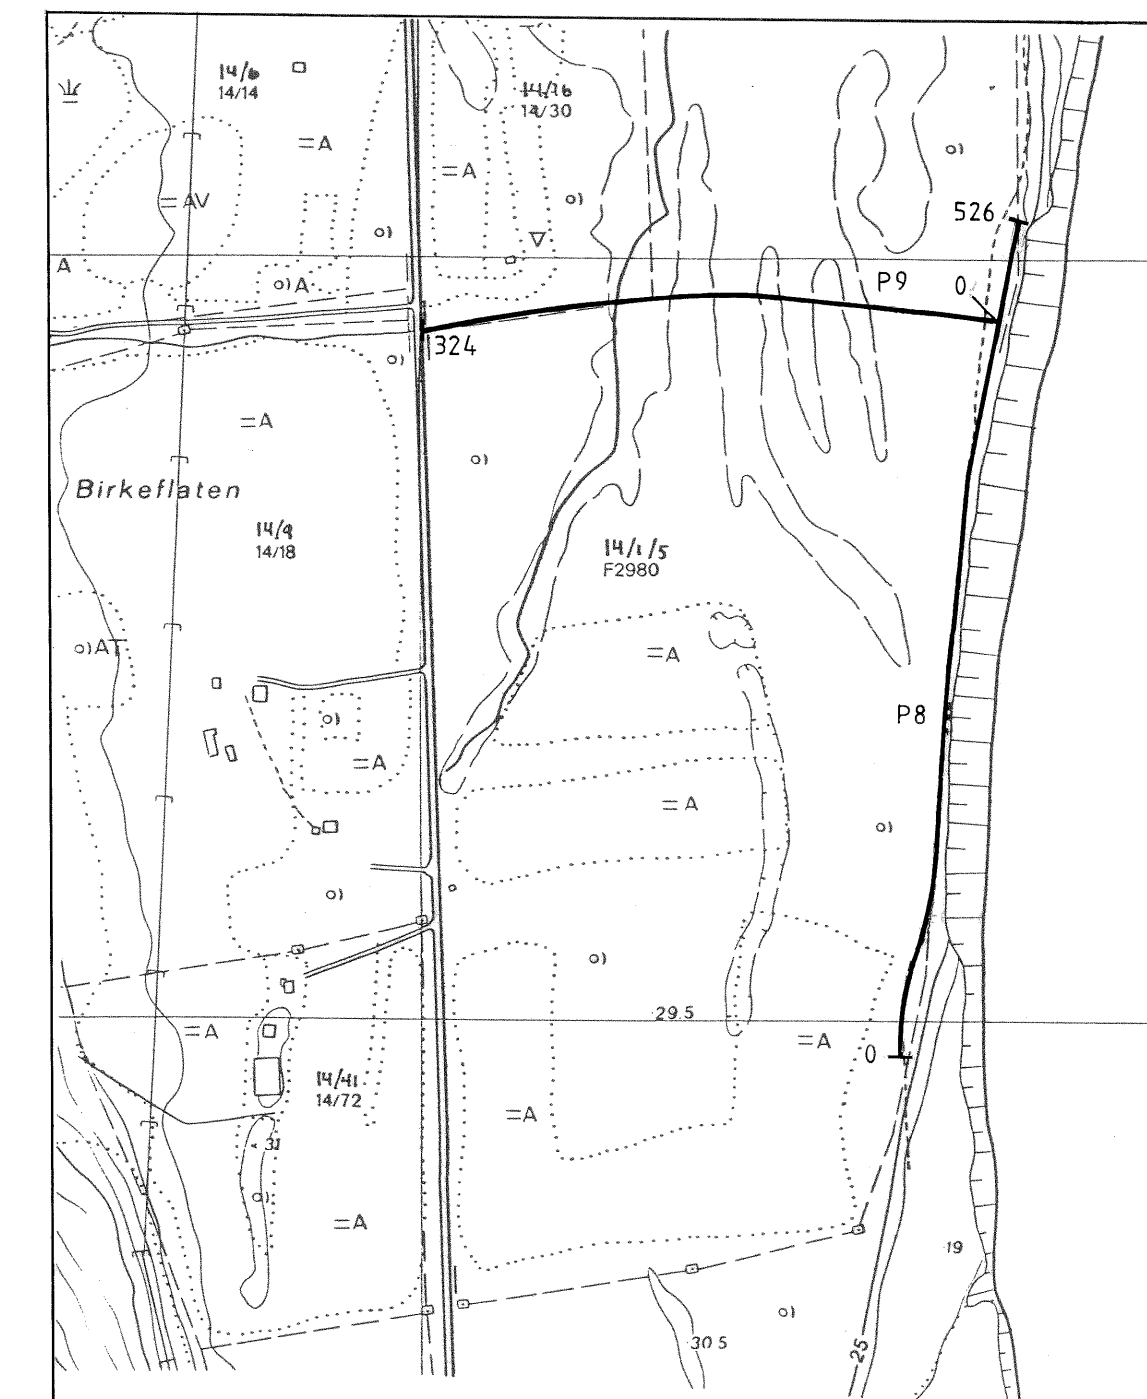 14/6
14/14
14/16
14/30
=A
=A
=AV
526
A
A
P9
0
324
=A
Birkeflaten
14/9
14/18
14/1/5
F2980
AT
=A
P8
=A
=A
29.5
=A
=A
0
14/41
14/72
=A
31
=A
19
30.5
25